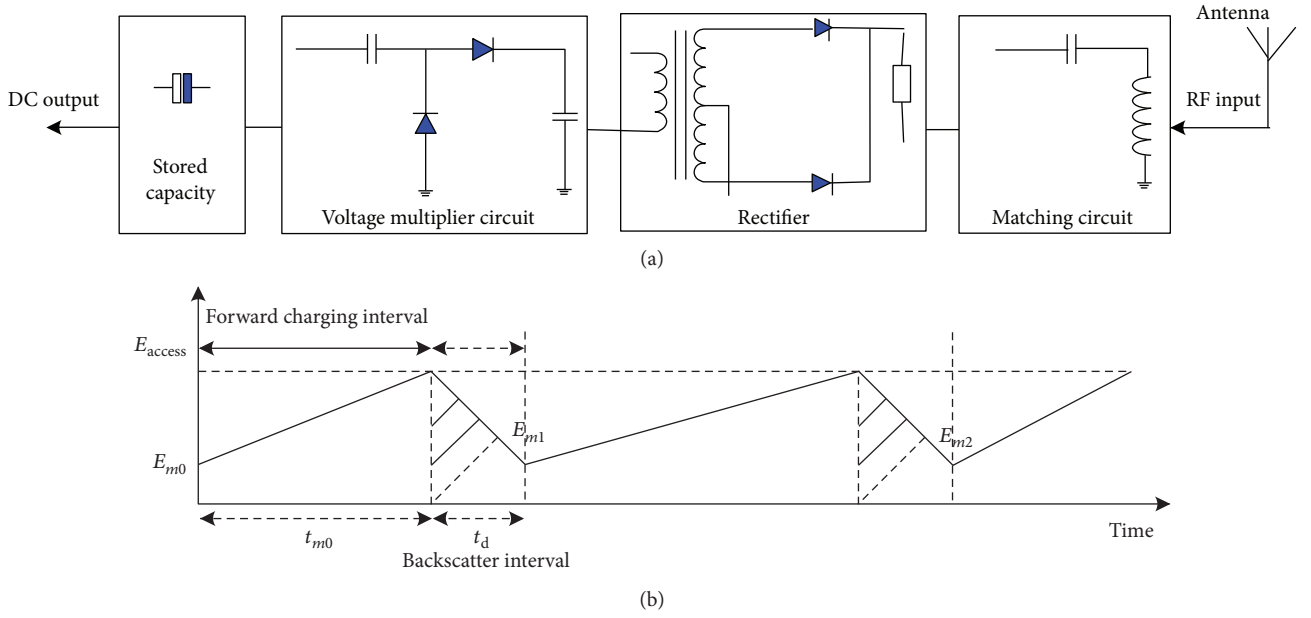 Antenna
DC output
RF input
Stored
capacity
Voltage multiplier circuit
Rectifier
Matching circuit
(a)
Forward charging interval
E_access
E_m0
E_m1
E_m2
t_m0
t_d
Time
Backscatter interval
(b)